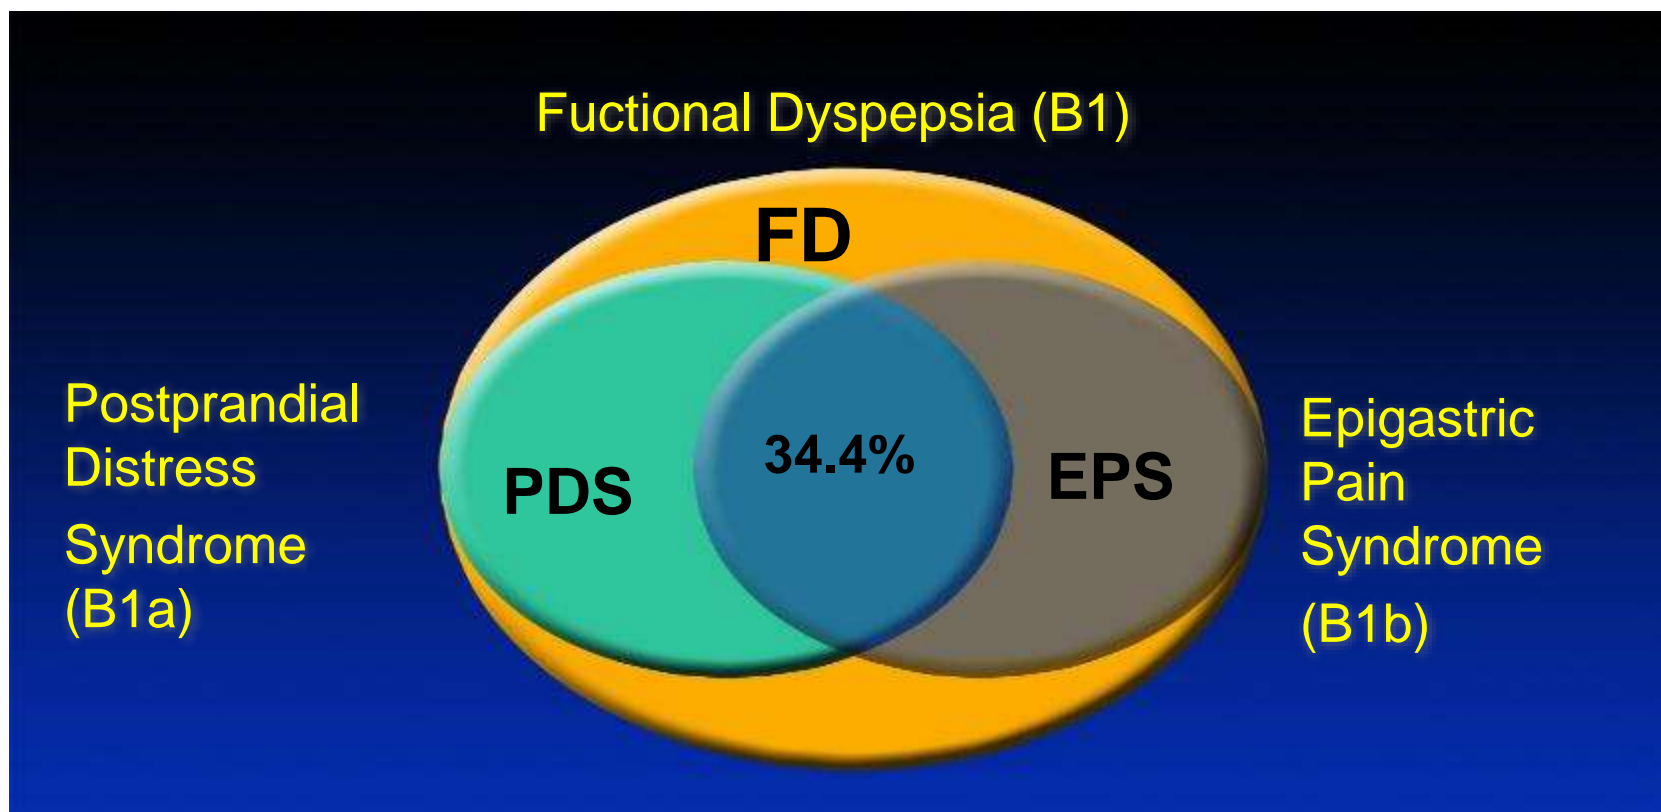 Fuctional Dyspepsia (B1)
FD
Postprandial
Distress
Syndrome
(B1a)
PDS
34.4%
EPS
Epigastric
Pain
Syndrome
(B1b)